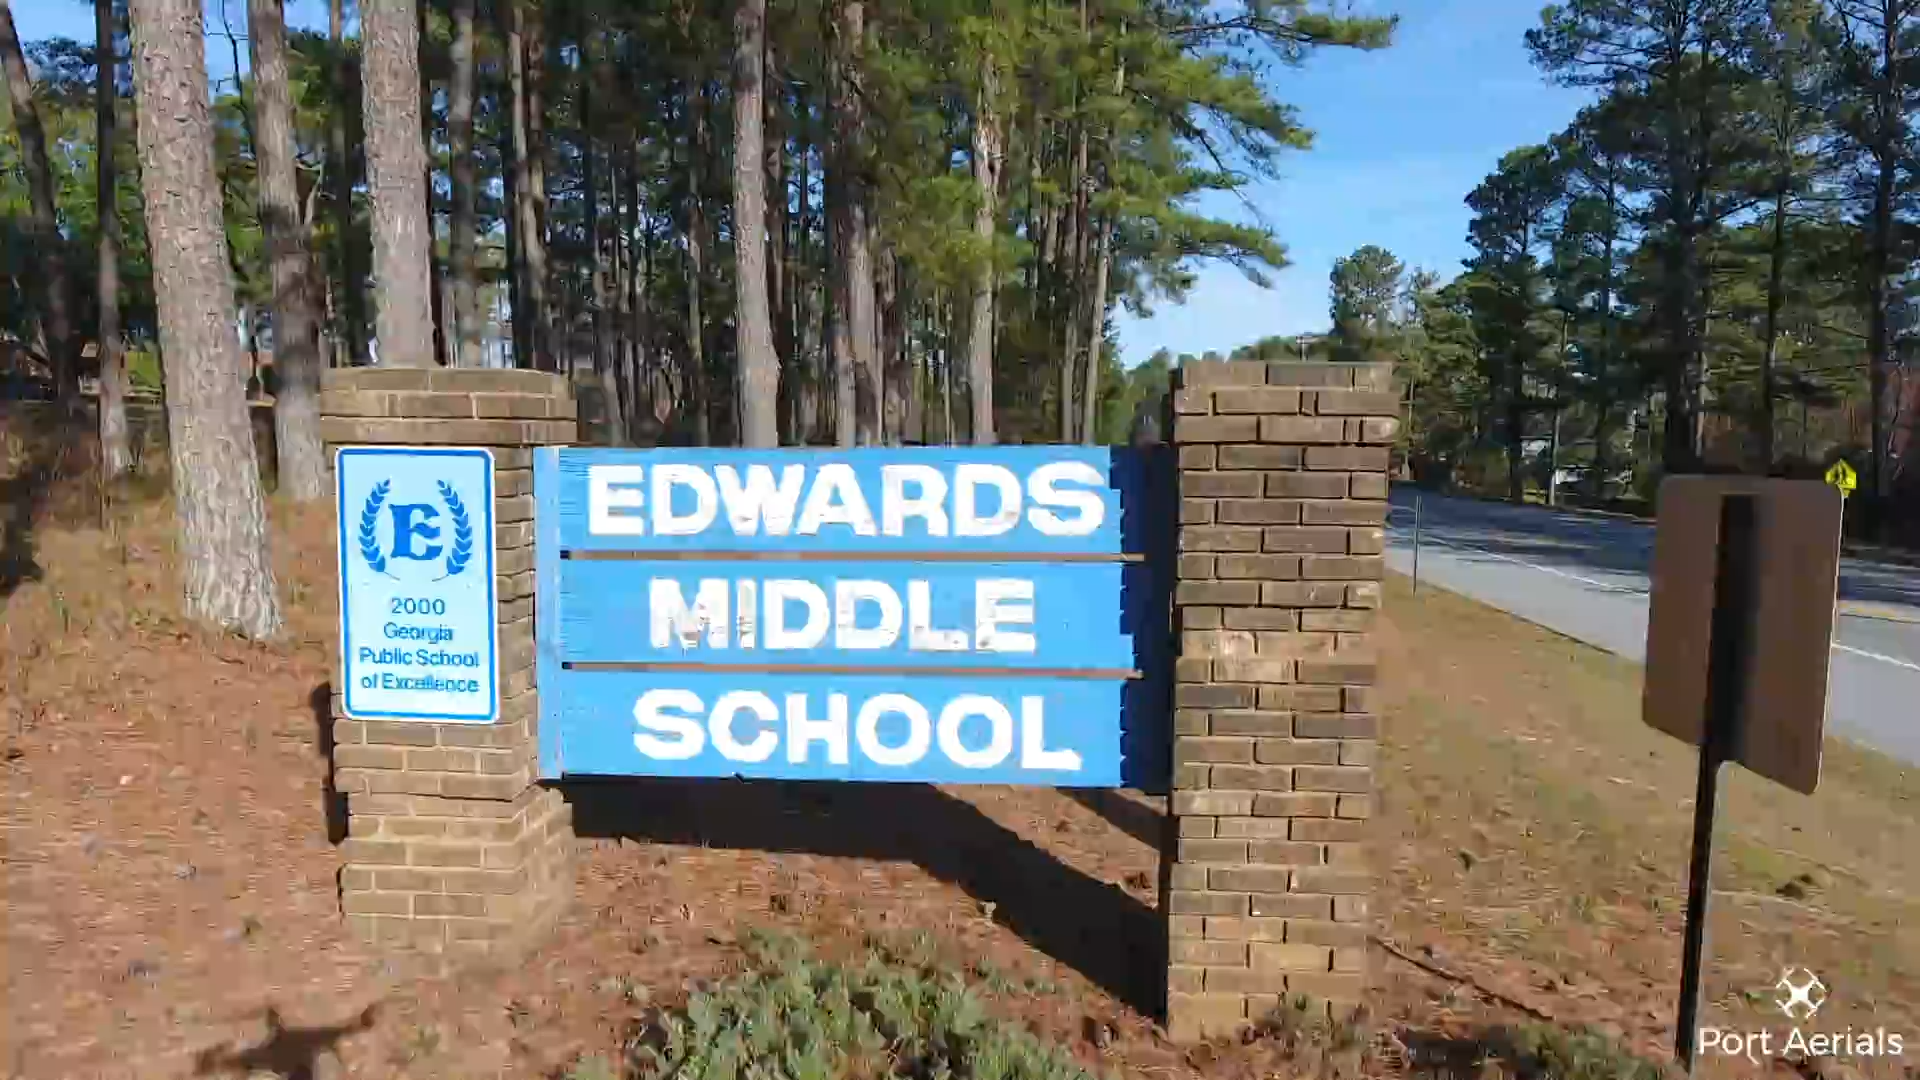 E
2000
Georgia
Public School
of Excellence
EDWARDS
MIDDLE
SCHOOL
Port Aerials